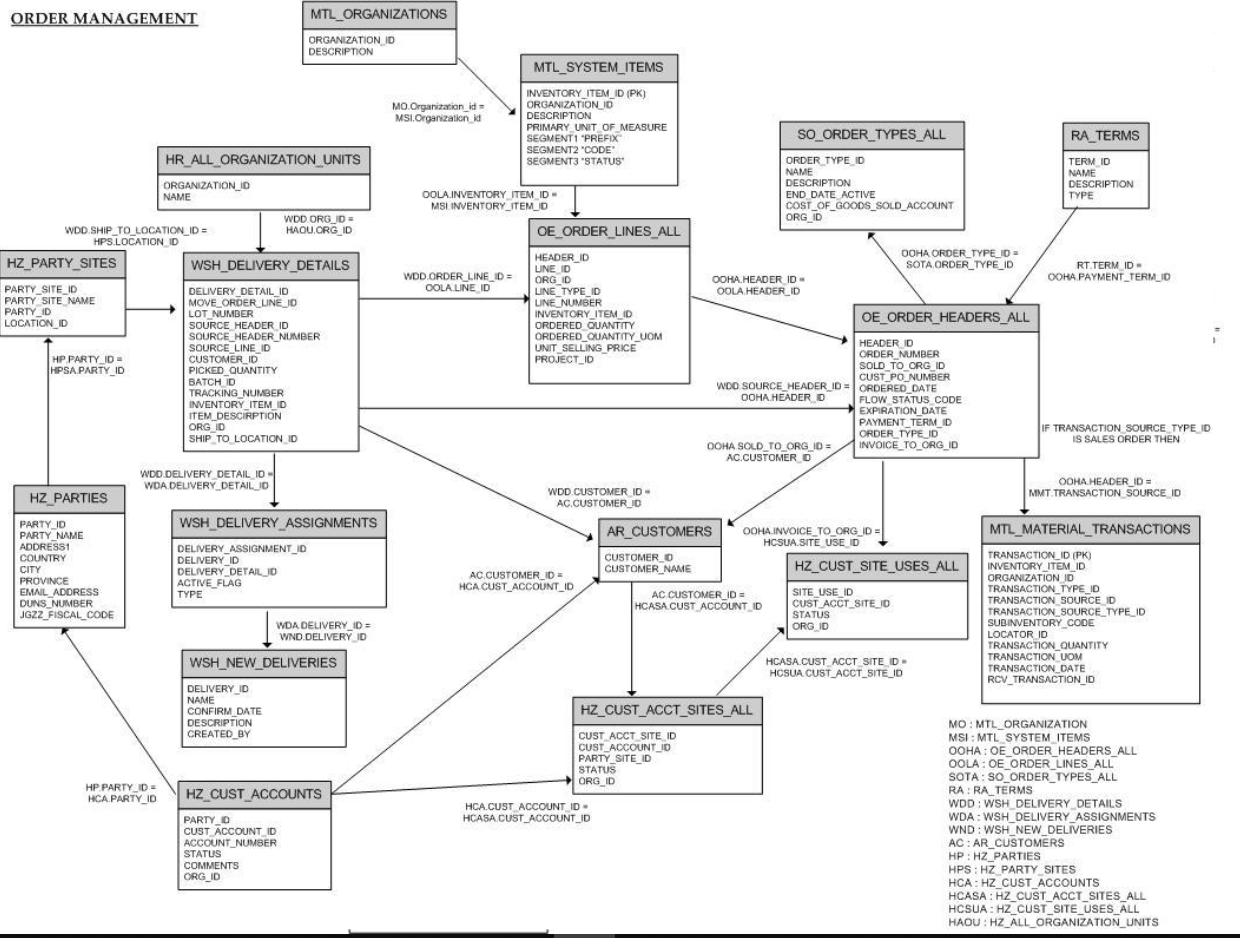 ORDER MANAGEMENT
MTL_ORGANIZATIONS
ORGANIZATION_ID
DESCRIPTION
MO.Organization_id =
MSI.Organization_id
MTL_SYSTEM_ITEMS
INVENTORY_ITEM_ID (PK)
ORGANIZATION_ID
DESCRIPTION
PRIMARY_UNIT_OF_MEASURE
SEGMENT1 "PREFIX"
SEGMENT2 "CODE"
SEGMENT3 "STATUS"
SO_ORDER_TYPES_ALL
ORDER_TYPE_ID
NAME
DESCRIPTION
END_DATE_ACTIVE
COST_OF_GOODS_SOLD_ACCOUNT
ORG_ID
RA_TERMS
TERM_ID
NAME
DESCRIPTION
TYPE
HR_ALL_ORGANIZATION_UNITS
ORGANIZATION_ID
NAME
OOLA.INVENTORY_ITEM_ID =
MSI.INVENTORY_ITEM_ID
WDD.SHIP_TO_LOCATION_ID =
HPS.LOCATION_ID
WDD.ORG_ID =
HAOU.ORG_ID
HZ_PARTY_SITES
PARTY_SITE_ID
PARTY_SITE_NAME
PARTY_ID
LOCATION_ID
WSH_DELIVERY_DETAILS
DELIVERY_DETAIL_ID
MOVE_ORDER_LINE_ID
LOT_NUMBER
SOURCE_HEADER_ID
SOURCE_HEADER_NUMBER
SOURCE_LINE_ID
CUSTOMER_ID
PICKED_QUANTITY
BATCH_ID
TRACKING_NUMBER
INVENTORY_ITEM_ID
ITEM_DESCIRPTION
ORG_ID
SHIP_TO_LOCATION_ID
WDD.ORDER_LINE_ID =
OOLA.LINE_ID
OE_ORDER_LINES_ALL
HEADER_ID
LINE_ID
ORG_ID
LINE_TYPE_ID
LINE_NUMBER
INVENTORY_ITEM_ID
ORDERED_QUANTITY
ORDERED_QUANTITY_UOM
UNIT_SELLING_PRICE
PROJECT_ID
OOHA.HEADER_ID =
OOLA.HEADER_ID
OOHA.ORDER_TYPE_ID =
SOTA.ORDER_TYPE_ID
RT.TERM_ID =
OOHA.PAYMENT_TERM_ID
OE_ORDER_HEADERS_ALL
HEADER_ID
ORDER_NUMBER
SOLD_TO_ORG_ID
CUST_PO_NUMBER
ORDERED_DATE
FLOW_STATUS_CODE
EXPIRATION_DATE
PAYMENT_TERM_ID
ORDER_TYPE_ID
INVOICE_TO_ORG_ID
=
HP.PARTY_ID =
HPSA.PARTY_ID
WDD.SOURCE_HEADER_ID =
OOHA.HEADER_ID
IF TRANSACTION_SOURCE_TYPE_ID
IS SALES ORDER THEN
OOHA.SOLD_TO_ORG_ID =
AC.CUSTOMER_ID
OOHA.HEADER_ID =
MMT.TRANSACTION_SOURCE_ID
WDD.DELIVERY_DETAIL_ID =
WDA.DELIVERY_DETAIL_ID
WDD.CUSTOMER_ID =
AC.CUSTOMER_ID
HZ_PARTIES
PARTY_ID
PARTY_NAME
ADDRESS1
COUNTRY
CITY
PROVINCE
EMAIL_ADDRESS
DUNS_NUMBER
JGZZ_FISCAL_CODE
WSH_DELIVERY_ASSIGNMENTS
DELIVERY_ASSIGNMENT_ID
DELIVERY_ID
DELIVERY_DETAIL_ID
ACTIVE_FLAG
TYPE
AR_CUSTOMERS
CUSTOMER_ID
CUSTOMER_NAME
OOHA.INVOICE_TO_ORG_ID =
HCSUA.SITE_USE_ID
HZ_CUST_SITE_USES_ALL
SITE_USE_ID
CUST_ACCT_SITE_ID
STATUS
ORG_ID
MTL_MATERIAL_TRANSACTIONS
TRANSACTION_ID (PK)
INVENTORY_ITEM_ID
ORGANIZATION_ID
TRANSACTION_TYPE_ID
TRANSACTION_SOURCE_ID
TRANSACTION_SOURCE_TYPE_ID
SUBINVENTORY_CODE
LOCATOR_ID
TRANSACTION_QUANTITY
TRANSACTION_UOM
TRANSACTION_DATE
RCV_TRANSACTION_ID
AC.CUSTOMER_ID =
HCA.CUST_ACCOUNT_ID
AC.CUSTOMER_ID =
HCASA.CUST_ACCOUNT_ID
WDA.DELIVERY_ID =
WND.DELIVERY_ID
WSH_NEW_DELIVERIES
DELIVERY_ID
NAME
CONFIRM_DATE
DESCRIPTION
CREATED_BY
HCASA.CUST_ACCT_SITE_ID =
HCSUA.CUST_ACCT_SITE_ID
HZ_CUST_ACCT_SITES_ALL
CUST_ACCT_SITE_ID
CUST_ACCOUNT_ID
PARTY_SITE_ID
STATUS
ORG_ID
HP.PARTY_ID =
HCA.PARTY_ID
HZ_CUST_ACCOUNTS
PARTY_ID
CUST_ACCOUNT_ID
ACCOUNT_NUMBER
STATUS
COMMENTS
ORG_ID
HCA.CUST_ACCOUNT_ID =
HCASA.CUST_ACCOUNT_ID
MO : MTL_ORGANIZATION
MSI : MTL_SYSTEM_ITEMS
OOHA : OE_ORDER_HEADERS_ALL
OOLA : OE_ORDER_LINES_ALL
SOTA : SO_ORDER_TYPES_ALL
RA : RA_TERMS
WDD : WSH_DELIVERY_DETAILS
WDA : WSH_DELIVERY_ASSIGNMENTS
WND : WSH_NEW_DELIVERIES
AC : AR_CUSTOMERS
HP : HZ_PARTIES
HPS : HZ_PARTY_SITES
HCA : HZ_CUST_ACCOUNTS
HCASA : HZ_CUST_ACCT_SITES_ALL
HCSUA : HZ_CUST_SITE_USES_ALL
HAOU : HZ_ALL_ORGANIZATION_UNITS